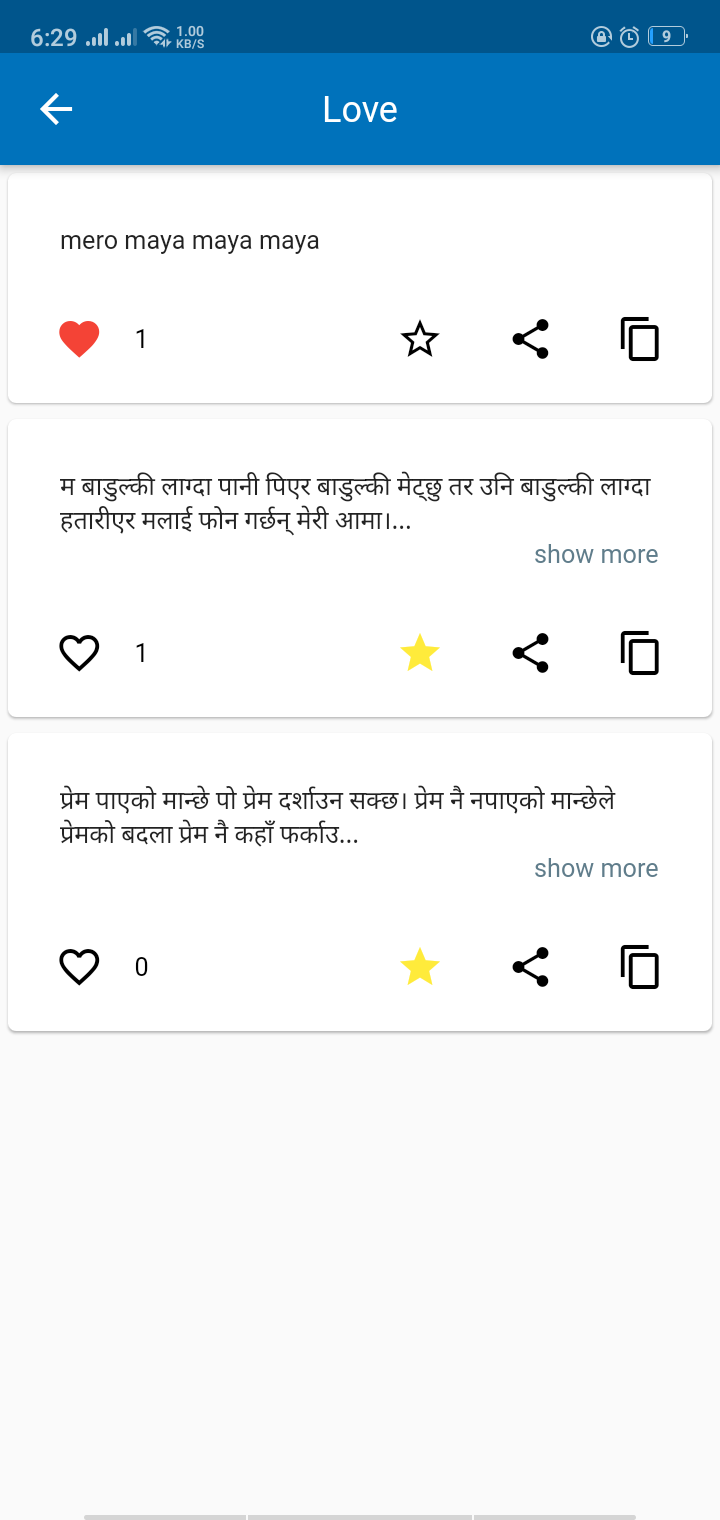 6:29
1.00
KB/S
9
Love
mero maya maya maya
1
म बाडुल्की लाग्दा पानी पिएर बाडुल्की मेट्छु तर उनि बाडुल्की लाग्दा
हतारीएर मलाई फोन गर्छन् मेरी आमा।...
show more
1
प्रेम पाएको मान्छे पो प्रेम दर्शाउन सक्छ। प्रेम नै नपाएको मान्छेले
प्रेमको बदला प्रेम नै कहाँ फर्काउ...
show more
0